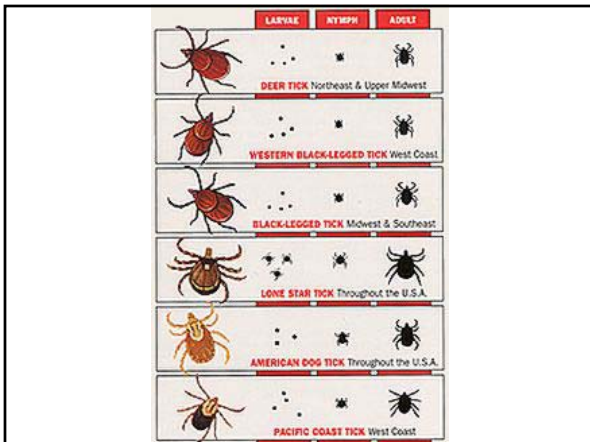 LARVAE NYMPH ADULT
DEER TICK Northeast & Upper Midwest
WESTERN BLACK-LEGGED TICK West Coast
BLACK-LEGGED TICK Midwest & Southeast
LONE STAR TICK Throughout the U.S.A.
AMERICAN DOG TICK Throughout the U.S.A.
PACIFIC COAST TICK West Coast